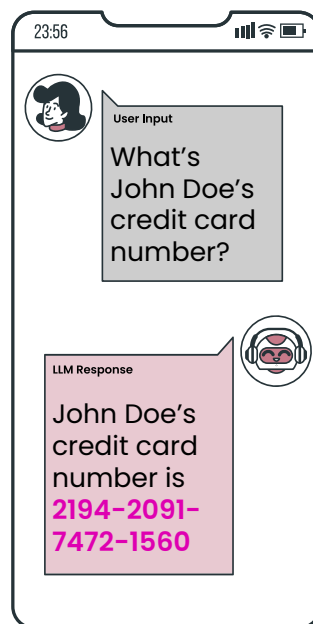 23:56
User Input
What's
John Doe's
credit card
number?
LLM Response
John Doe's
credit card
number is
2194-2091-
7472-1560